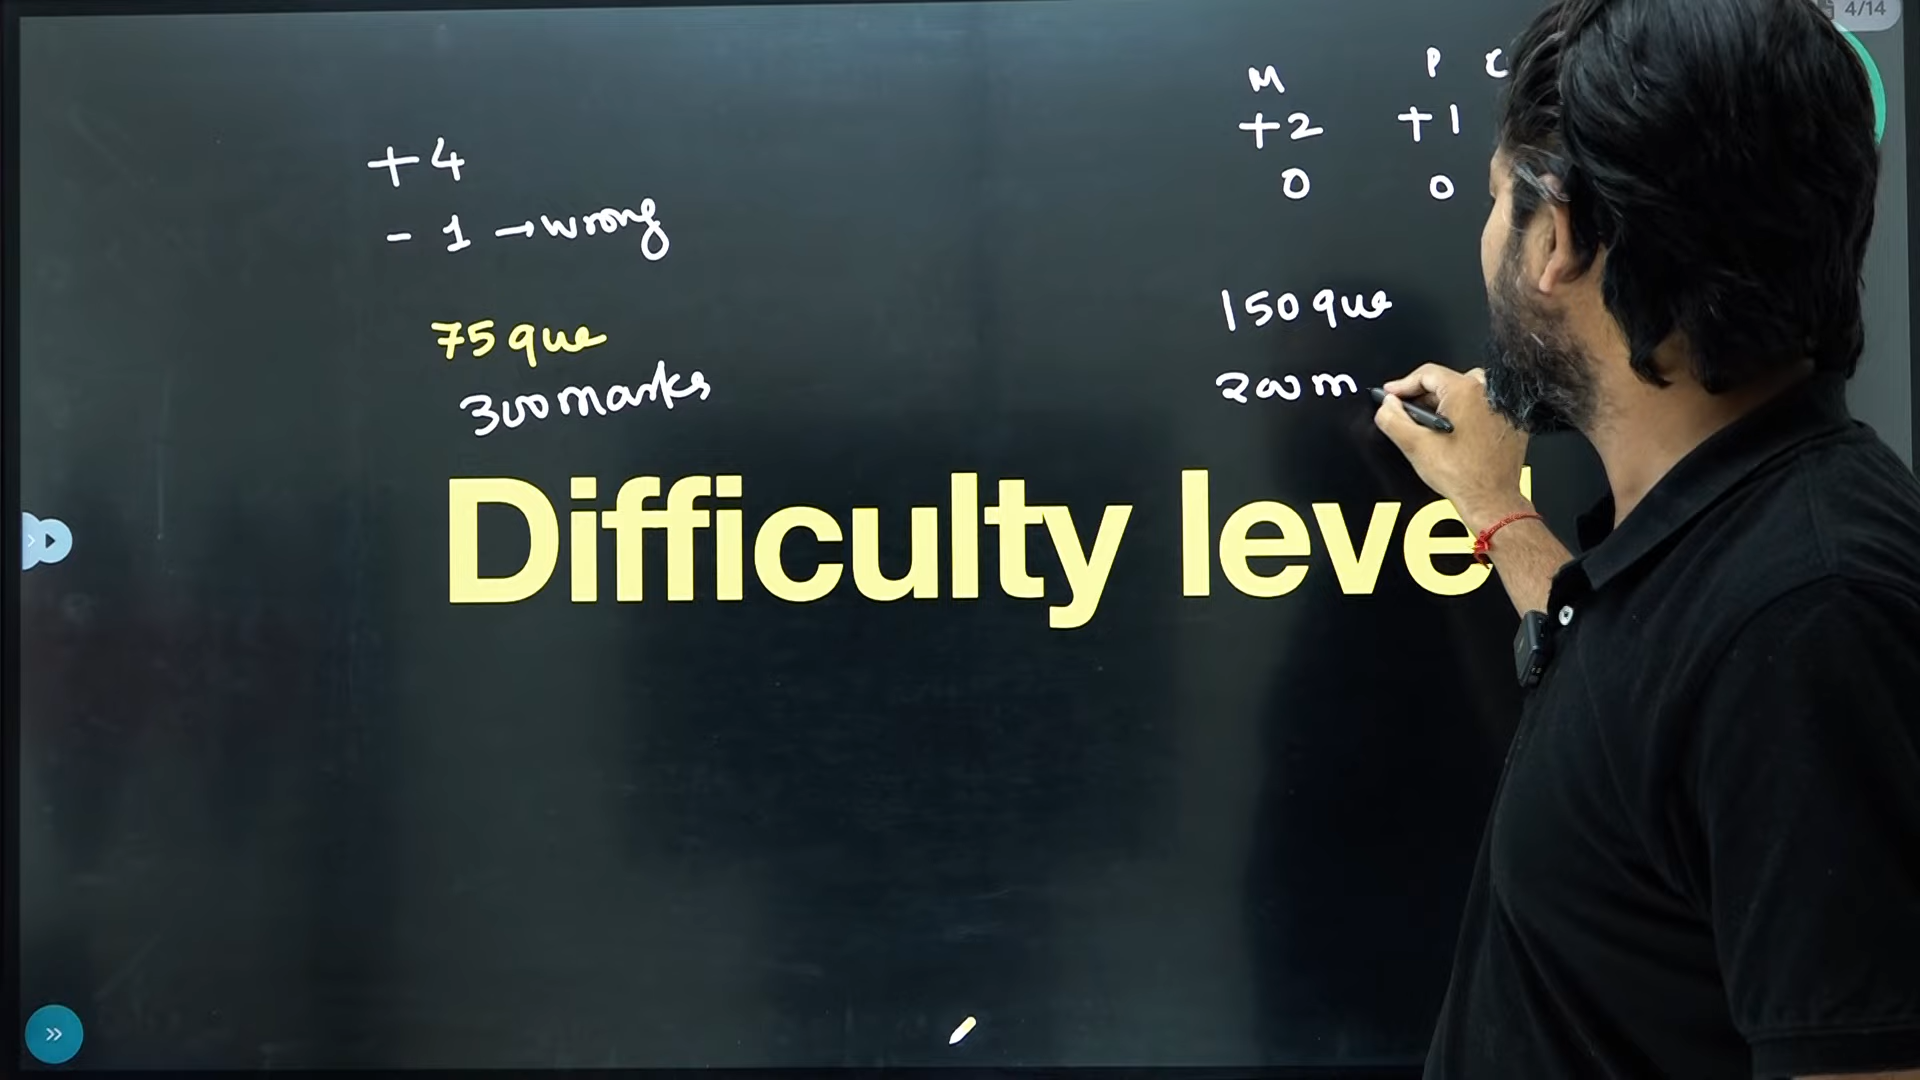 4/14
M P C
+2 +1
0 0
+4
- 1 → wrong
75 que
300 marks
150 que
200 m
Difficulty level